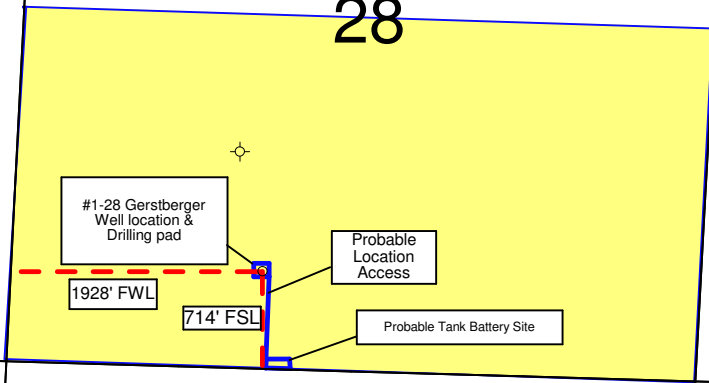 28
#1-28 Gerstberger
Well location &
Drilling pad
Probable
Location
Access
1928' FWL
714' FSL
Probable Tank Battery Site